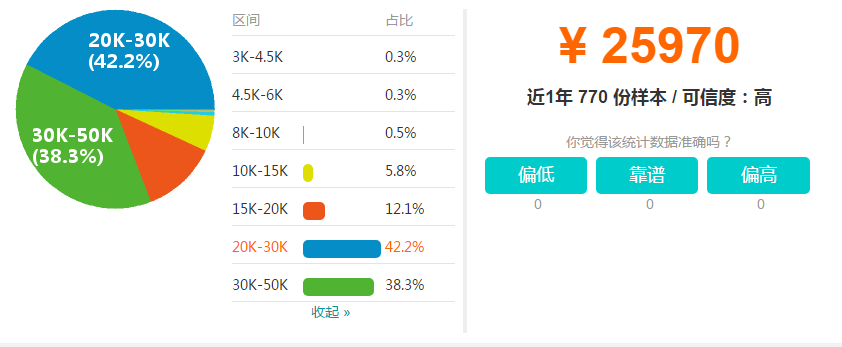 20K-30K
(42.2%)
30K-50K
(38.3%)
区间 占比
3K-4.5K 0.3%
4.5K-6K 0.3%
8K-10K 0.5%
10K-15K 5.8%
15K-20K 12.1%
20K-30K 42.2%
30K-50K 38.3%
收起 »
¥ 25970
近1年 770 份样本 / 可信度：高
你觉得该统计数据准确吗？
偏低 靠谱 偏高
0 0 0